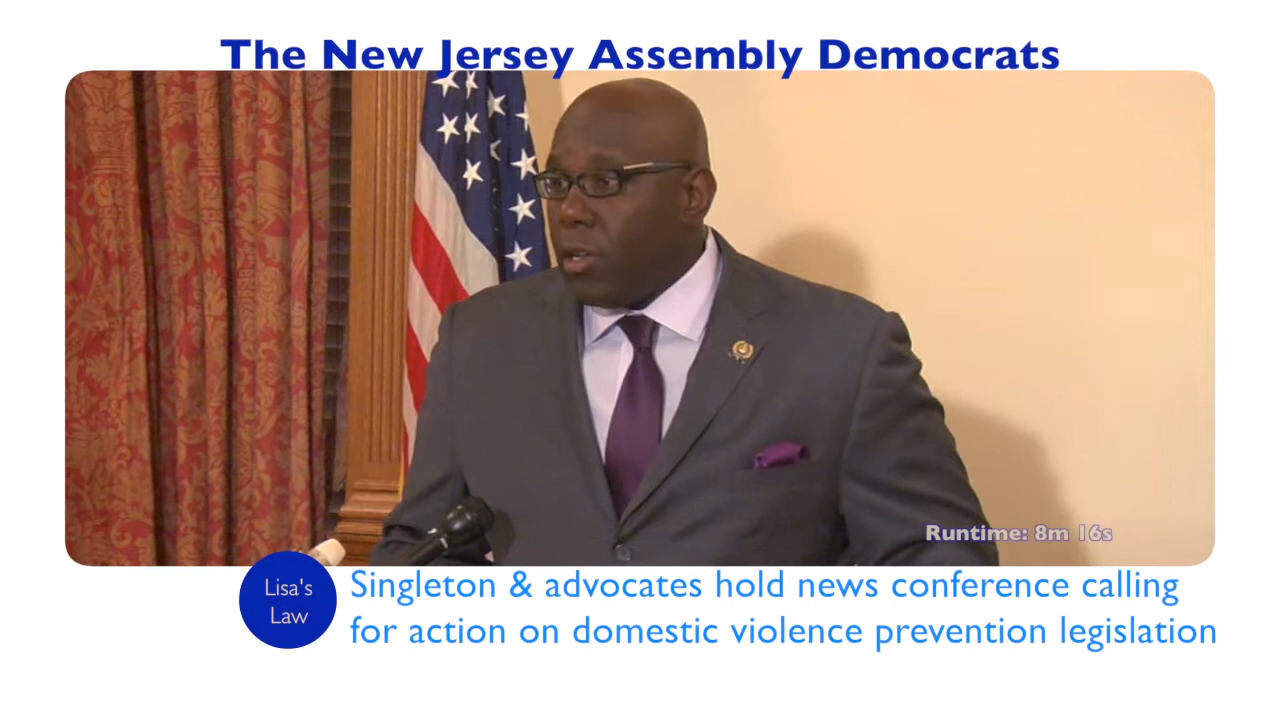 The New Jersey Assembly Democrats
Runtime: 8m 16s
Lisa's
Law
Singleton & advocates hold news conference calling
for action on domestic violence prevention legislation